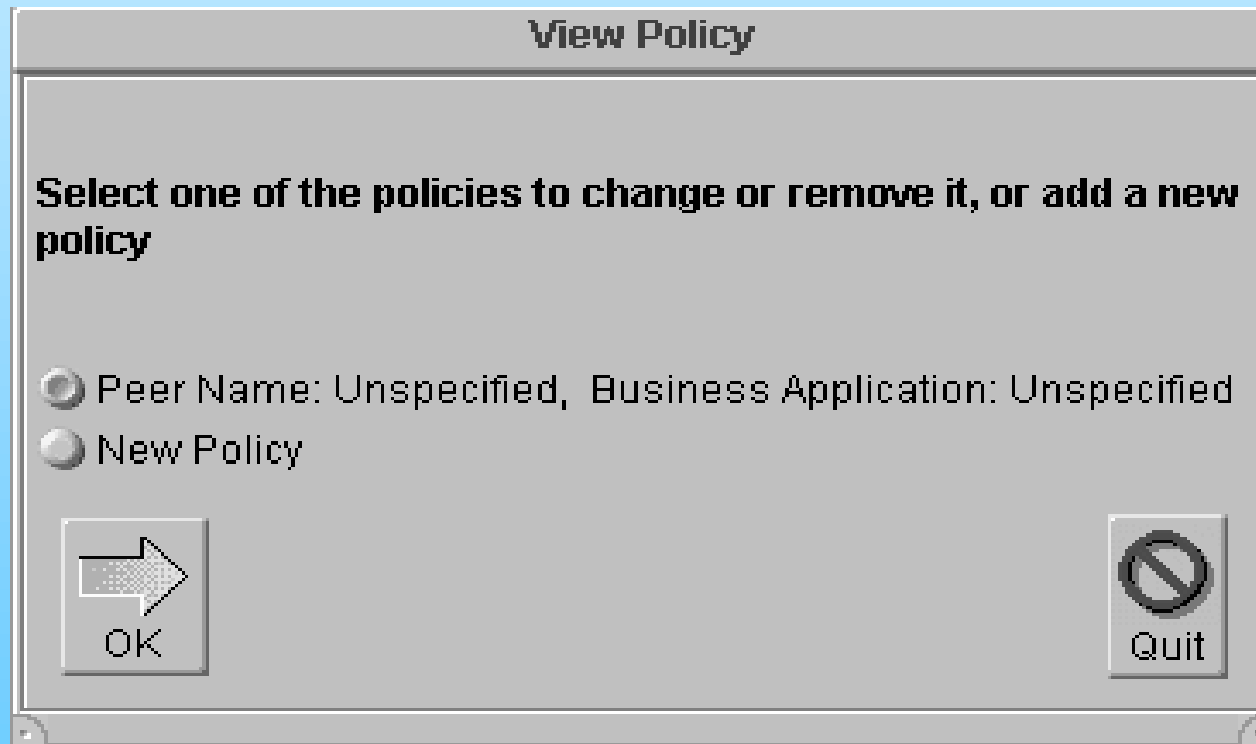 View Policy
Select one of the policies to change or remove it, or add a new
policy
Peer Name: Unspecified, Business Application: Unspecified
New Policy
OK
Quit